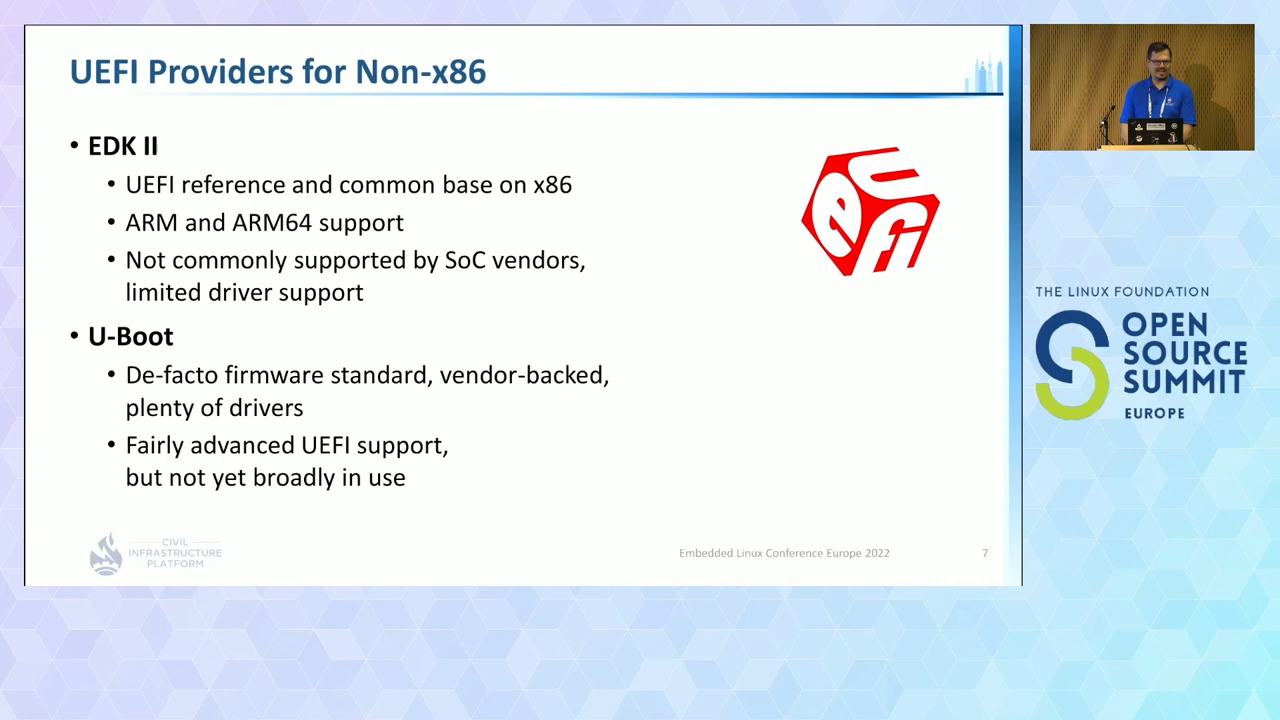 UEFI Providers for Non-x86
• EDK II
• UEFI reference and common base on x86
• ARM and ARM64 support
• Not commonly supported by SoC vendors,
limited driver support
• U-Boot
• De-facto firmware standard, vendor-backed,
plenty of drivers
• Fairly advanced UEFI support,
but not yet broadly in use
uefi
CIVIL
INFRASTRUCTURE
PLATFORM
Embedded Linux Conference Europe 2022
7
THE LINUX FOUNDATION
OPEN
SOURCE
SUMMIT
EUROPE